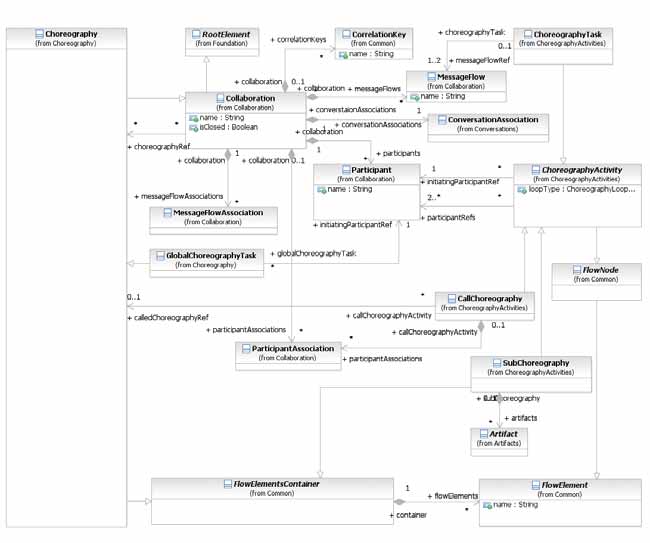 Choreography
(from Choreography)
RootElement
(from Foundation)
+ correlationKeys
*
CorrelationKey
(from Common)
name : String
+ choreographyTask
*
0..1
ChoreographyTask
(from ChoreographyActivities)
1..2
+ messageFlowRef
+ collaboration
0..1
+ collaboration
+ messageFlows
*
MessageFlow
(from Collaboration)
name : String
Collaboration
(from Collaboration)
name : String
isClosed : Boolean
1
+ converstaionAssociations
+ conversationAssociations
*
ConversationAssociation
(from Conversations)
+ collaboration
1
*
*
+ choreographyRef
+ collaboration
1
+ collaboration
0..1
+ participants
*
Participant
(from Collaboration)
name : String
1
*
+ initiatingParticipantRef
2..*
*
+ participantRefs
ChoreographyActivity
(from ChoreographyActivities)
loopType : ChoreographyLoop...
+ messageFlowAssociations
*
MessageFlowAssociation
(from Collaboration)
+ initiatingParticipantRef
1
GlobalChoreographyTask
(from Choreography)
+ globalChoreographyTask
*
FlowNode
(from Common)
0..1
+ calledChoreographyRef
*
+ callChoreographyActivity
CallChoreography
(from ChoreographyActivities)
0..1
+ callChoreographyActivity
+ participantAssociations
*
*
+ participantAssociations
ParticipantAssociation
(from Collaboration)
SubChoreography
(from ChoreographyActivities)
+ artifacts
*
Artifact
(from Artifacts)
FlowElementsContainer
(from Common)
1
+ container
+ flowElements
*
FlowElement
(from Common)
name : String